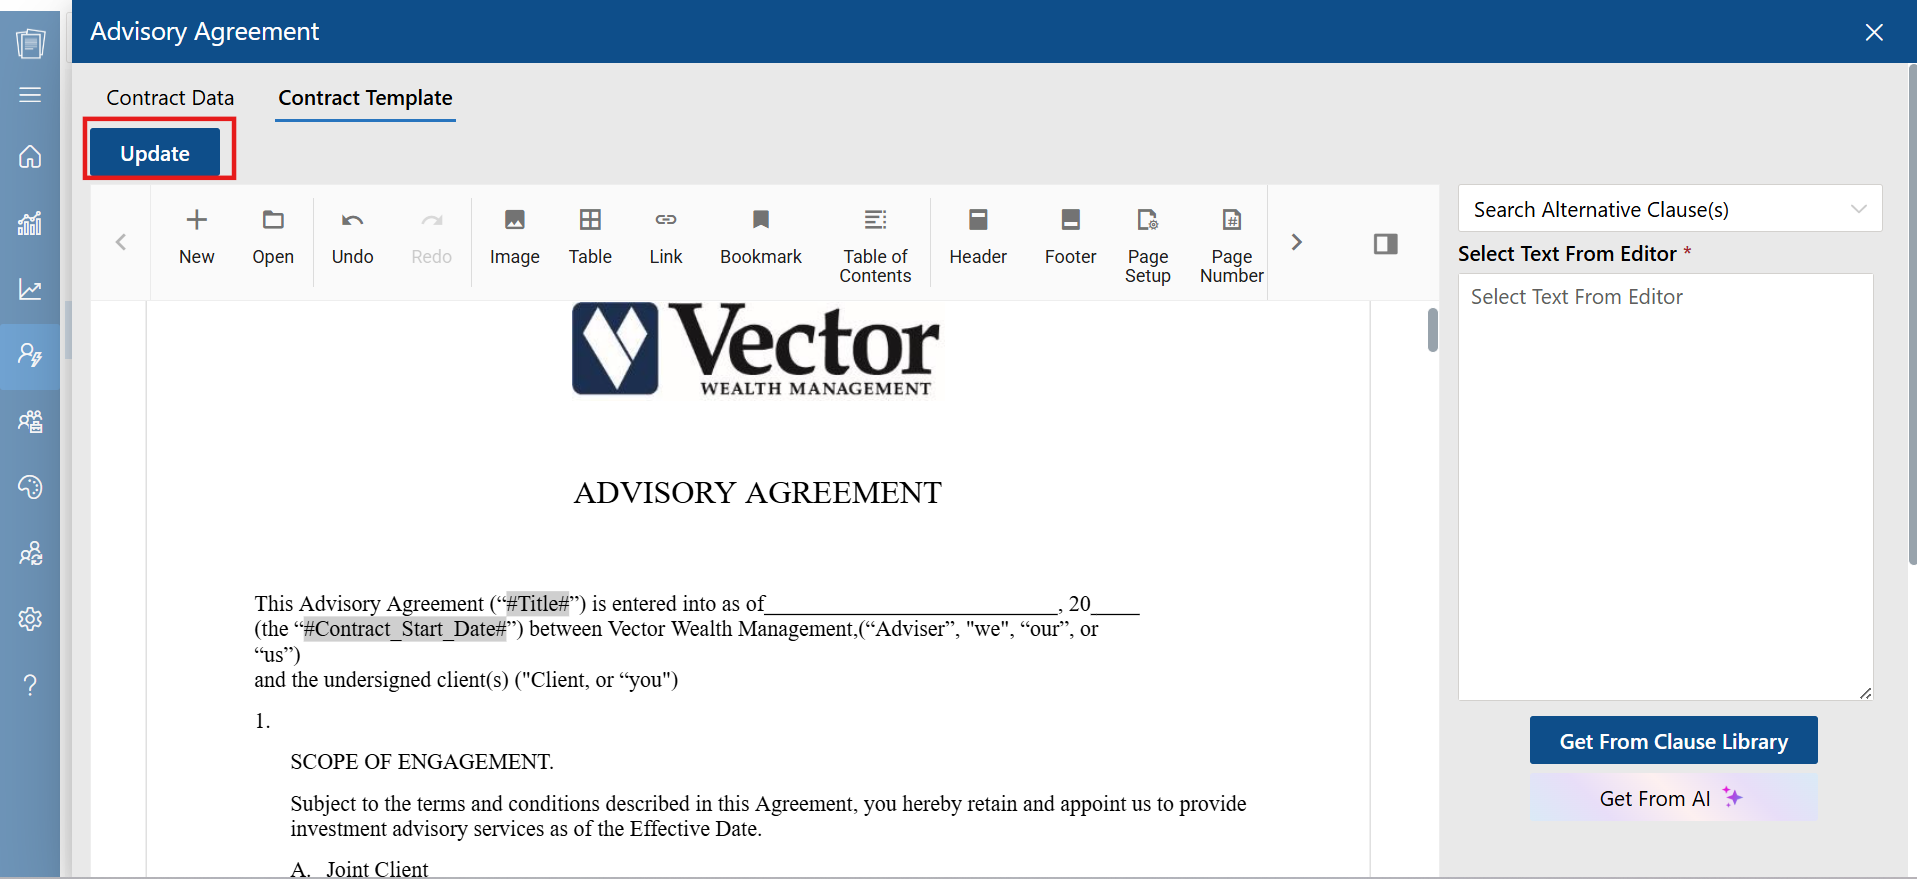 Advisory Agreement
Contract Data
Contract Template
Update
New
Open
Undo
Redo
Image
Table
Link
Bookmark
Table of
Contents
Header
Footer
Page
Setup
Page
Number
Search Alternative Clause(s)
Select Text From Editor *
Select Text From Editor
Get From Clause Library
Get From AI
Vector
WEALTH MANAGEMENT
ADVISORY AGREEMENT
This Advisory Agreement (“#Title#”) is entered into as of___________________________, 20____
(the “#Contract_Start_Date#”) between Vector Wealth Management,(“Adviser”, "we", “our”, or
“us”)
and the undersigned client(s) ("Client, or “you")
1.
SCOPE OF ENGAGEMENT.
Subject to the terms and conditions described in this Agreement, you hereby retain and appoint us to provide
investment advisory services as of the Effective Date.
A. Joint Client